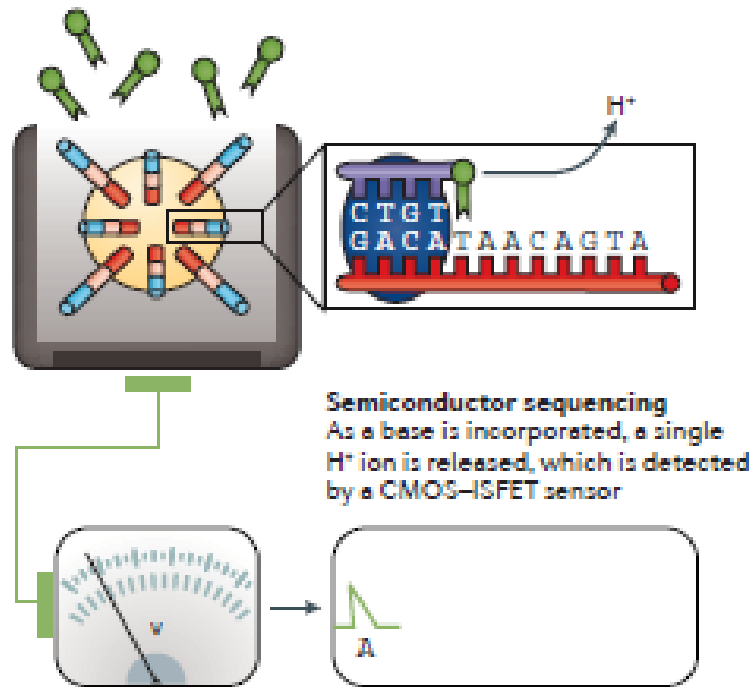 H⁺
CTGT
GACATAACAGTA
Semiconductor sequencing
As a base is incorporated, a single
H⁺ ion is released, which is detected
by a CMOS–ISFET sensor
V
A